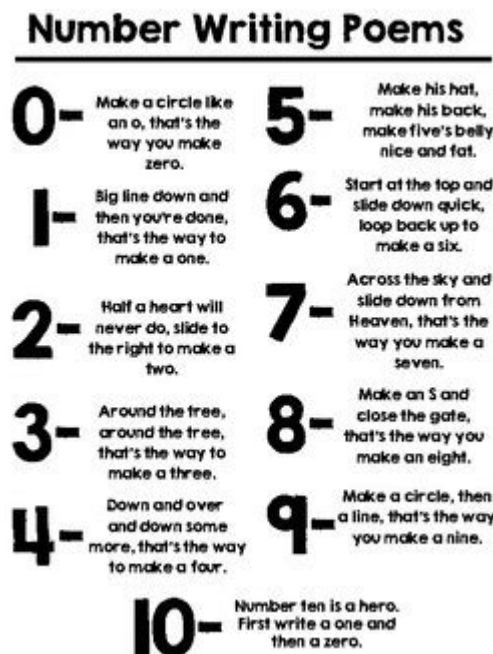 Number Writing Poems
0- Make a circle like
an o, that's the
way you make
zero.
1- Big line down and
then you're done,
that's the way to
make a one.
2- Half a heart will
never do, slide to
the right to make a
two.
3- Around the tree,
around the tree,
that's the way to
make a three.
4- Down and over
and down some
more, that's the way
to make a four.
5- Make his hat,
make his back,
make five's belly
nice and fat.
6- Start at the top and
slide down quick,
loop back up to
make a six.
7- Across the sky and
slide down from
Heaven, that's the
way you make a
seven.
8- Make an S and
close the gate,
that's the way you
make an eight.
9- Make a circle, then
a line, that's the way
you make a nine.
10- Number ten is a hero.
First write a one and
then a zero.